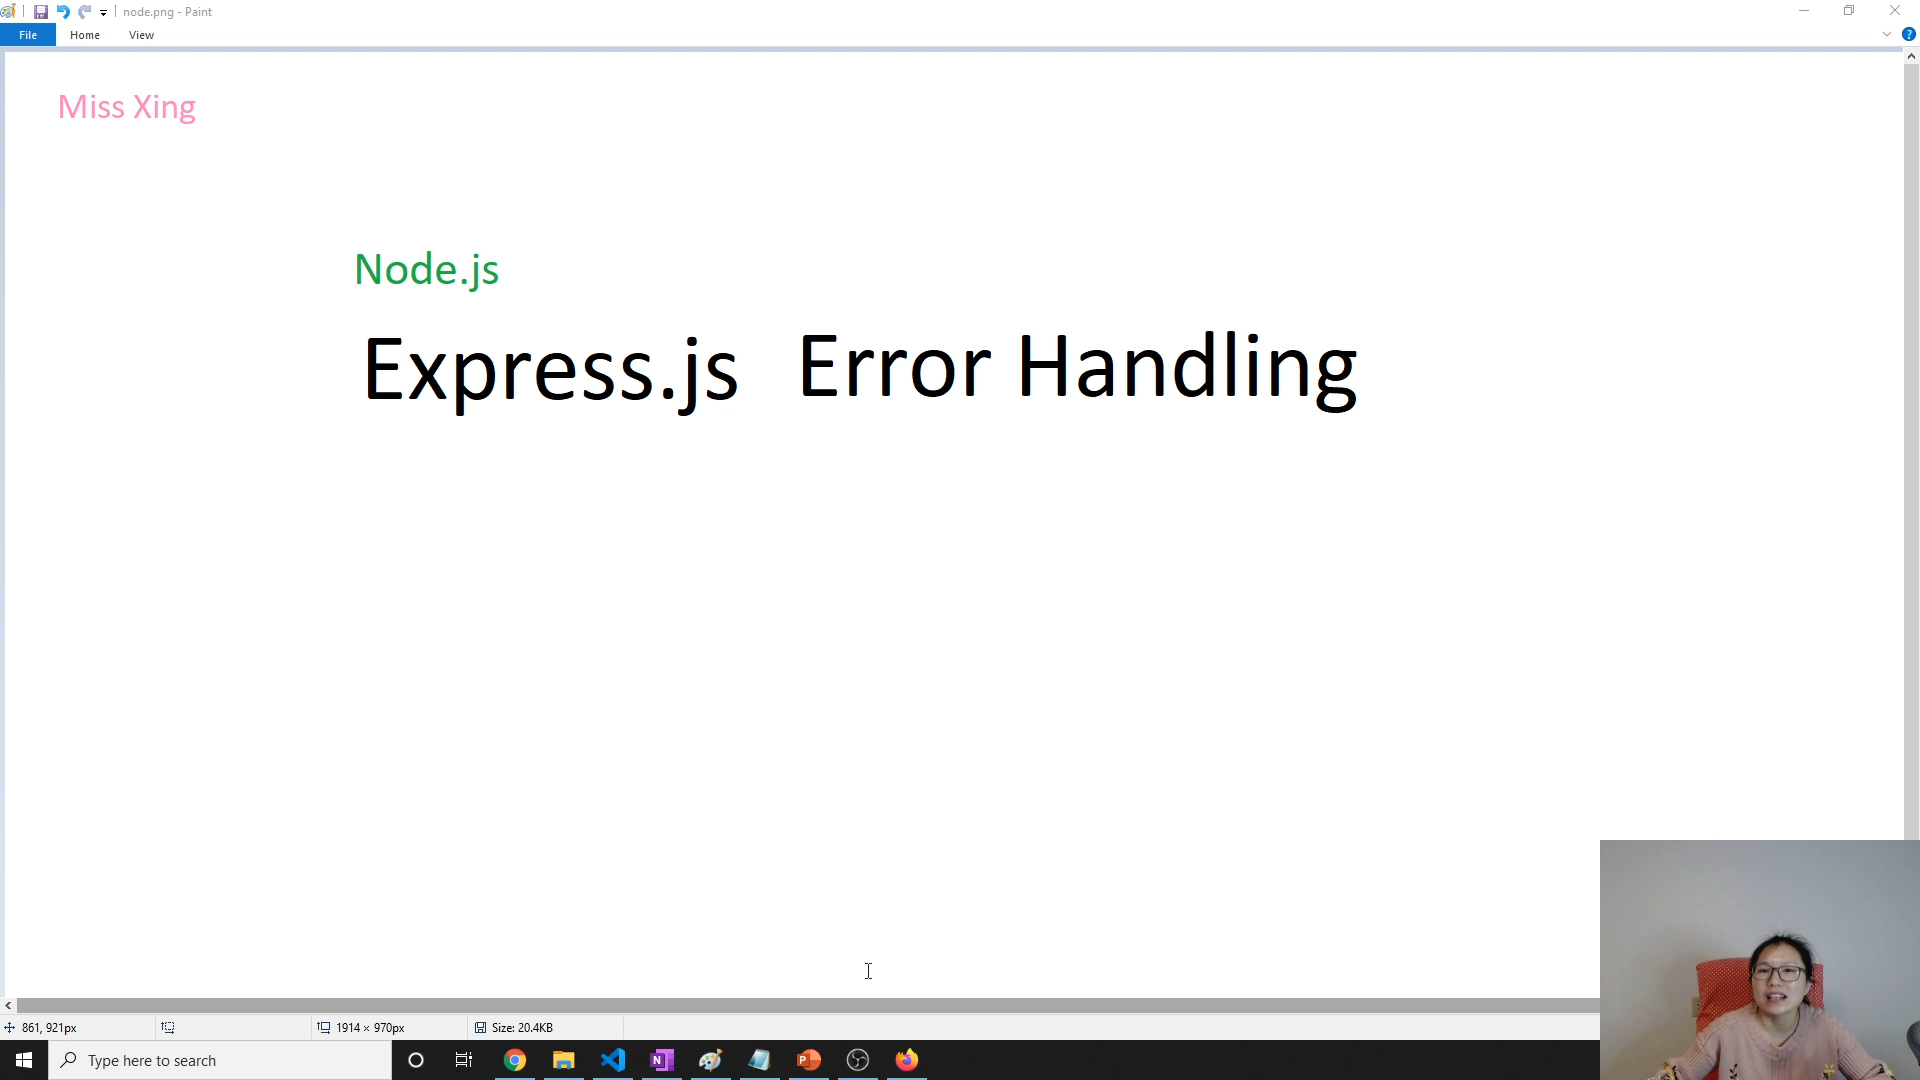 node.png - Paint
File Home View
Miss Xing
Node.js
Express.js Error Handling
861, 921px
1914 × 970px
Size: 20.4KB
Type here to search